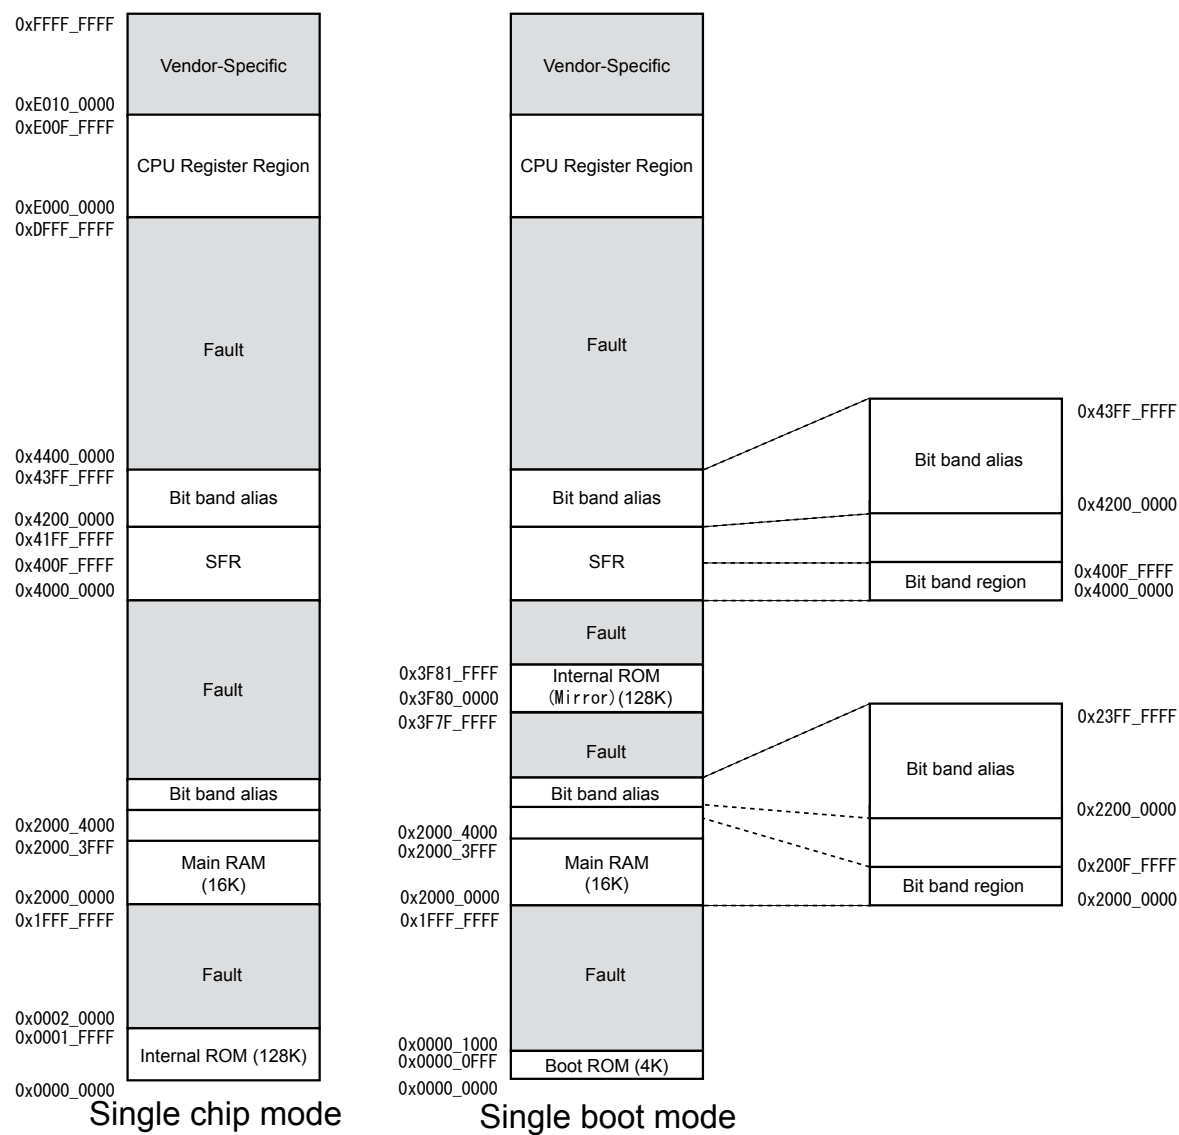 0xFFFF_FFFF
Vendor-Specific
0xE010_0000
0xE00F_FFFF
CPU Register Region
0xE000_0000
0xDFFF_FFFF
Fault
0x4400_0000
0x43FF_FFFF
Bit band alias
0x4200_0000
0x41FF_FFFF
0x400F_FFFF
SFR
0x4000_0000
Fault
Bit band alias
0x2000_4000
0x2000_3FFF
Main RAM
(16K)
0x2000_0000
0x1FFF_FFFF
Fault
0x0002_0000
0x0001_FFFF
Internal ROM (128K)
0x0000_0000
Single chip mode
Vendor-Specific
CPU Register Region
Fault
Bit band alias
SFR
Fault
0x3F81_FFFF
Internal ROM
0x3F80_0000
(Mirror)(128K)
0x3F7F_FFFF
Fault
Bit band alias
0x2000_4000
0x2000_3FFF
Main RAM
(16K)
0x2000_0000
0x1FFF_FFFF
Fault
0x0000_1000
0x0000_0FFF
Boot ROM (4K)
0x0000_0000
Single boot mode
0x43FF_FFFF
Bit band alias
0x4200_0000
0x400F_FFFF
Bit band region
0x4000_0000
0x23FF_FFFF
Bit band alias
0x2200_0000
0x200F_FFFF
Bit band region
0x2000_0000